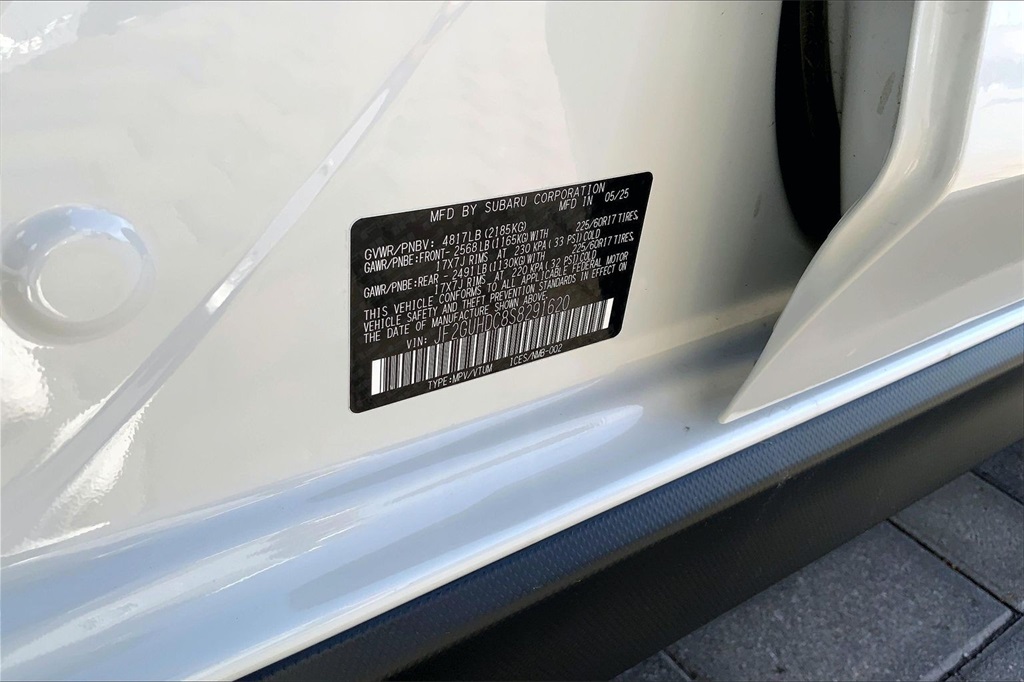 MFD BY SUBARU CORPORATION
MFD IN 05/25
GVWR/PNBV: 4817LB (2185KG)
GAWR/PNBE:FRONT- 2568LB (1165KG) WITH 225/60R17 TIRES
17X7J RIMS AT 230 KPA (33 PSI) COLD
GAWR/PNBE:REAR - 2491LB (1130KG) WITH 225/60R17 TIRES
17X7J RIMS AT 220 KPA (32 PSI) COLD
THIS VEHICLE CONFORMS TO ALL APPLICABLE FEDERAL MOTOR
VEHICLE SAFETY AND THEFT PREVENTION STANDARDS IN EFFECT ON
THE DATE OF MANUFACTURE SHOWN ABOVE.
VIN: JF2GUHDC8S8291620
TYPE:MPV/VTUM ICES/NMB-002